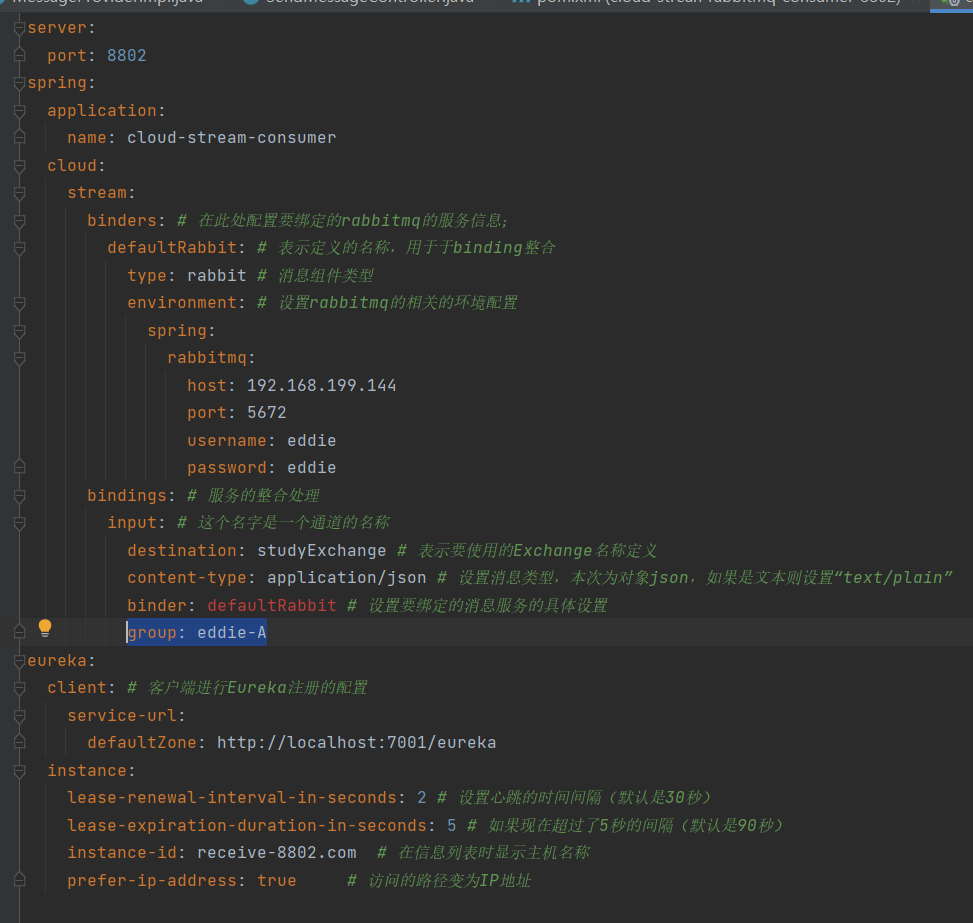 pom.xml (cloud-stream-rabbitmq-consumer-8802)
server:
  port: 8802
spring:
  application:
    name: cloud-stream-consumer
  cloud:
    stream:
      binders: # 在此处配置要绑定的rabbitmq的服务信息;
        defaultRabbit: # 表示定义的名称，用于于binding整合
          type: rabbit # 消息组件类型
          environment: # 设置rabbitmq的相关的环境配置
            spring:
              rabbitmq:
                host: 192.168.199.144
                port: 5672
                username: eddie
                password: eddie
      bindings: # 服务的整合处理
        input: # 这个名字是一个通道的名称
          destination: studyExchange # 表示要使用的Exchange名称定义
          content-type: application/json # 设置消息类型，本次为对象json，如果是文本则设置“text/plain”
          binder: defaultRabbit # 设置要绑定的消息服务的具体设置
          group: eddie-A
eureka:
  client: # 客户端进行Eureka注册的配置
    service-url:
      defaultZone: http://localhost:7001/eureka
  instance:
    lease-renewal-interval-in-seconds: 2 # 设置心跳的时间间隔（默认是30秒）
    lease-expiration-duration-in-seconds: 5 # 如果现在超过了5秒的间隔（默认是90秒）
    instance-id: receive-8802.com  # 在信息列表时显示主机名称
    prefer-ip-address: true     # 访问的路径变为IP地址